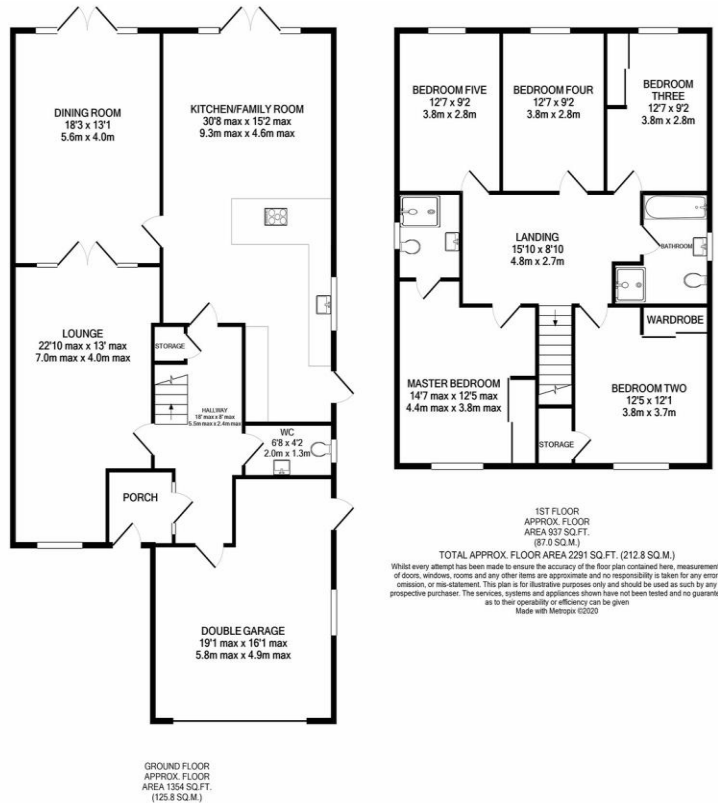 DINING ROOM
18'3 x 13'1
5.6m x 4.0m
KITCHEN/FAMILY ROOM
30'8 max x 15'2 max
9.3m max x 4.6m max
LOUNGE
22'10 max x 13' max
7.0m max x 4.0m max
STORAGE
HALLWAY
18' max x 8' max
5.5m max x 2.4m max
WC
6'8 x 4'2
2.0m x 1.3m
PORCH
DOUBLE GARAGE
19'1 max x 16'1 max
5.8m max x 4.9m max
GROUND FLOOR
APPROX. FLOOR
AREA 1354 SQ.FT.
(125.8 SQ.M.)
BEDROOM FIVE
12'7 x 9'2
3.8m x 2.8m
BEDROOM FOUR
12'7 x 9'2
3.8m x 2.8m
BEDROOM
THREE
12'7 x 9'2
3.8m x 2.8m
LANDING
15'10 x 8'10
4.8m x 2.7m
BATHROOM
WARDROBE
MASTER BEDROOM
14'7 max x 12'5 max
4.4m max x 3.8m max
BEDROOM TWO
12'5 x 12'1
3.8m x 3.7m
STORAGE
1ST FLOOR
APPROX. FLOOR
AREA 937 SQ.FT.
(87.0 SQ.M.)
TOTAL APPROX. FLOOR AREA 2291 SQ.FT. (212.8 SQ.M.)
Whilst every attempt has been made to ensure the accuracy of the floor plan contained here, measurement
of doors, windows, rooms and any other items are approximate and no responsibility is taken for any error
omission, or mis-statement. This plan is for illustrative purposes only and should be used as such by any
prospective purchaser. The services, systems and appliances shown have not been tested and no guarante
as to their operability or efficiency can be given
Made with Metropix ©2020